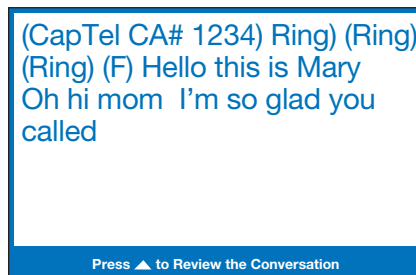 (CapTel CA# 1234) Ring) (Ring)
(Ring) (F) Hello this is Mary
Oh hi mom  I'm so glad you
called
Press ▲ to Review the Conversation